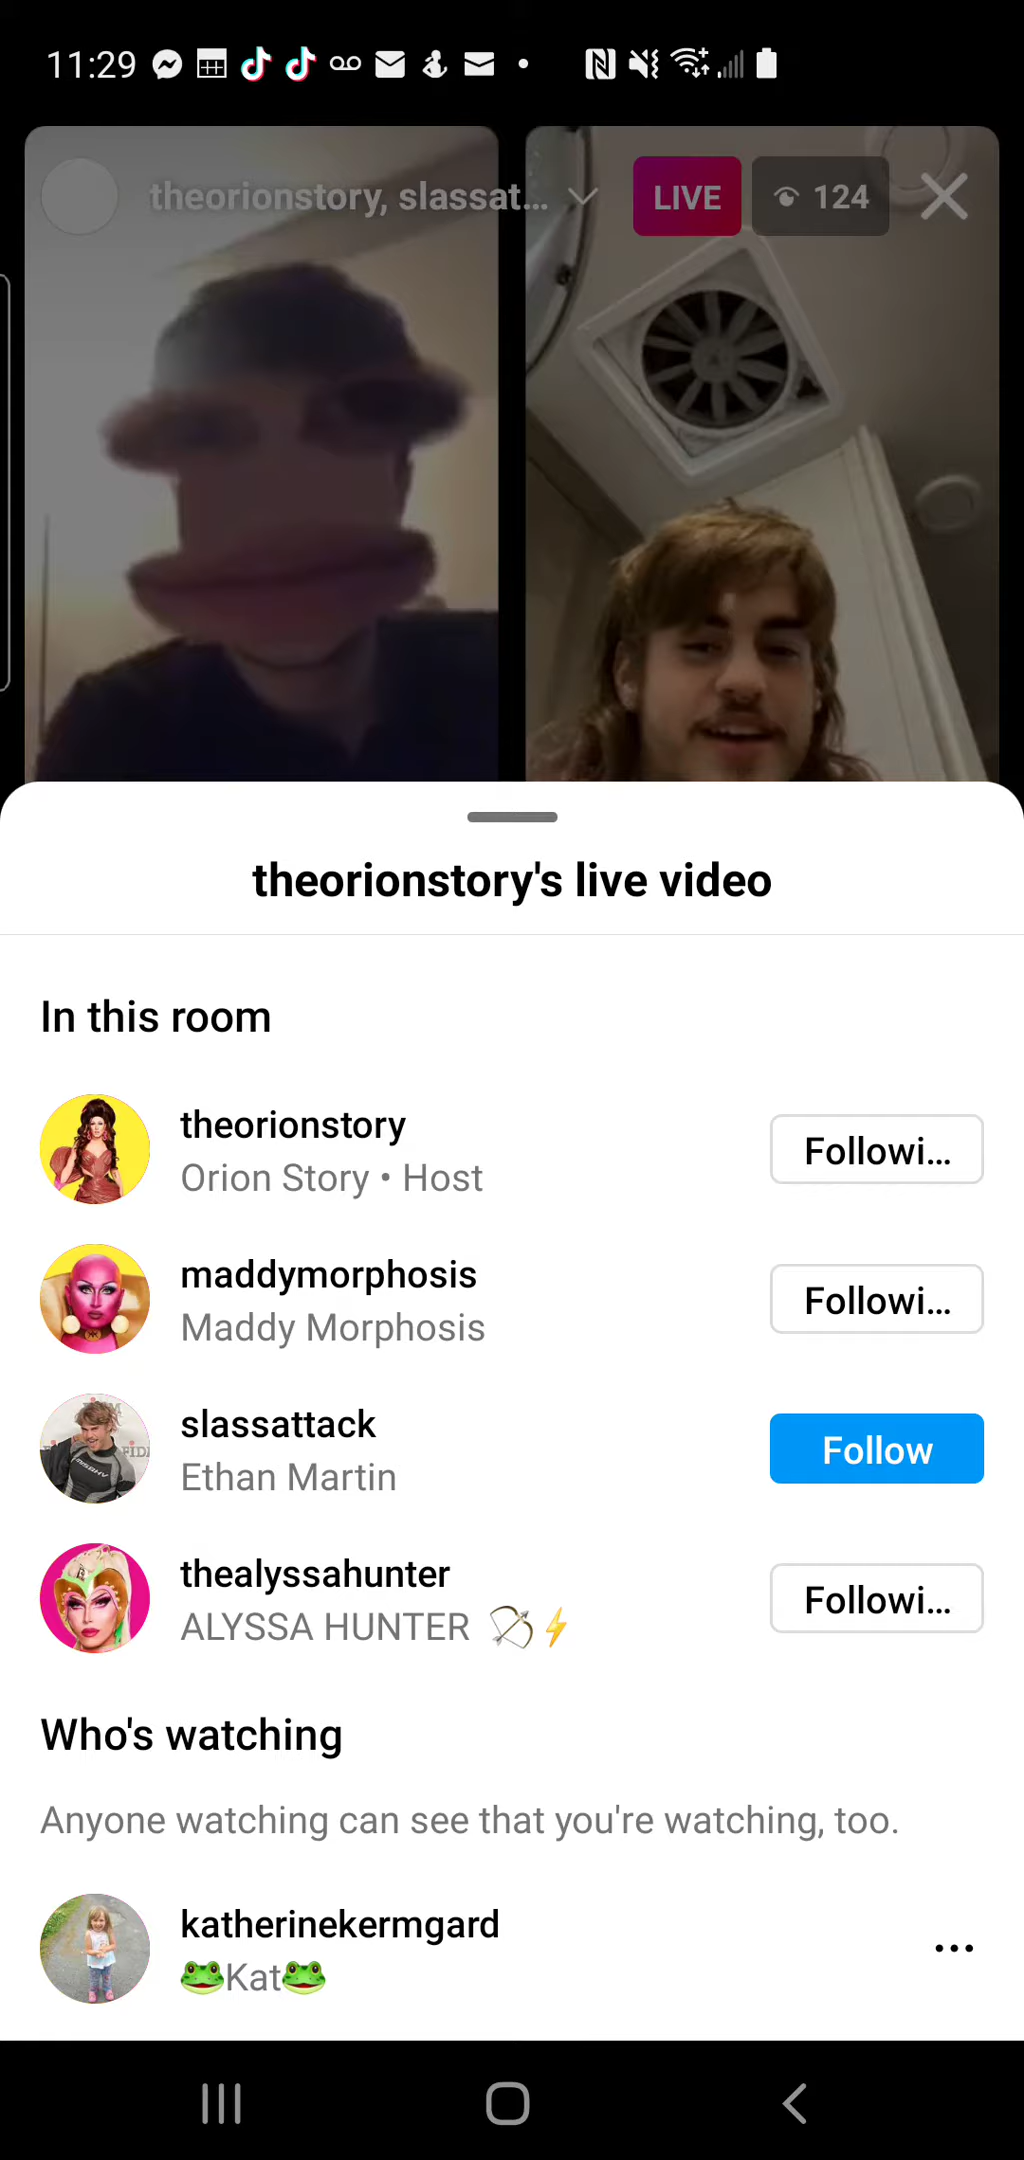 11:29
theorionstory, slassat...
LIVE
124
theorionstory's live video
In this room
theorionstory
Orion Story • Host
Followi...
maddymorphosis
Maddy Morphosis
Followi...
slassattack
Ethan Martin
Follow
thealyssahunter
ALYSSA HUNTER 🏹⚡
Followi...
Who's watching
Anyone watching can see that you're watching, too.
katherinekermgard
🐸Kat🐸